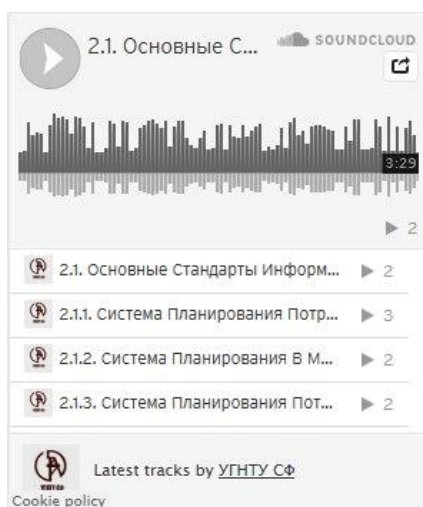 2.1. Основные С...
SOUNDCLOUD
3:29
2
2.1. Основные Стандарты Информ... 2
2.1.1. Система Планирования Потр... 3
2.1.2. Система Планирования В М... 2
2.1.3. Система Планирования Пот... 2
Latest tracks by УГНТУ СФ
Cookie policy